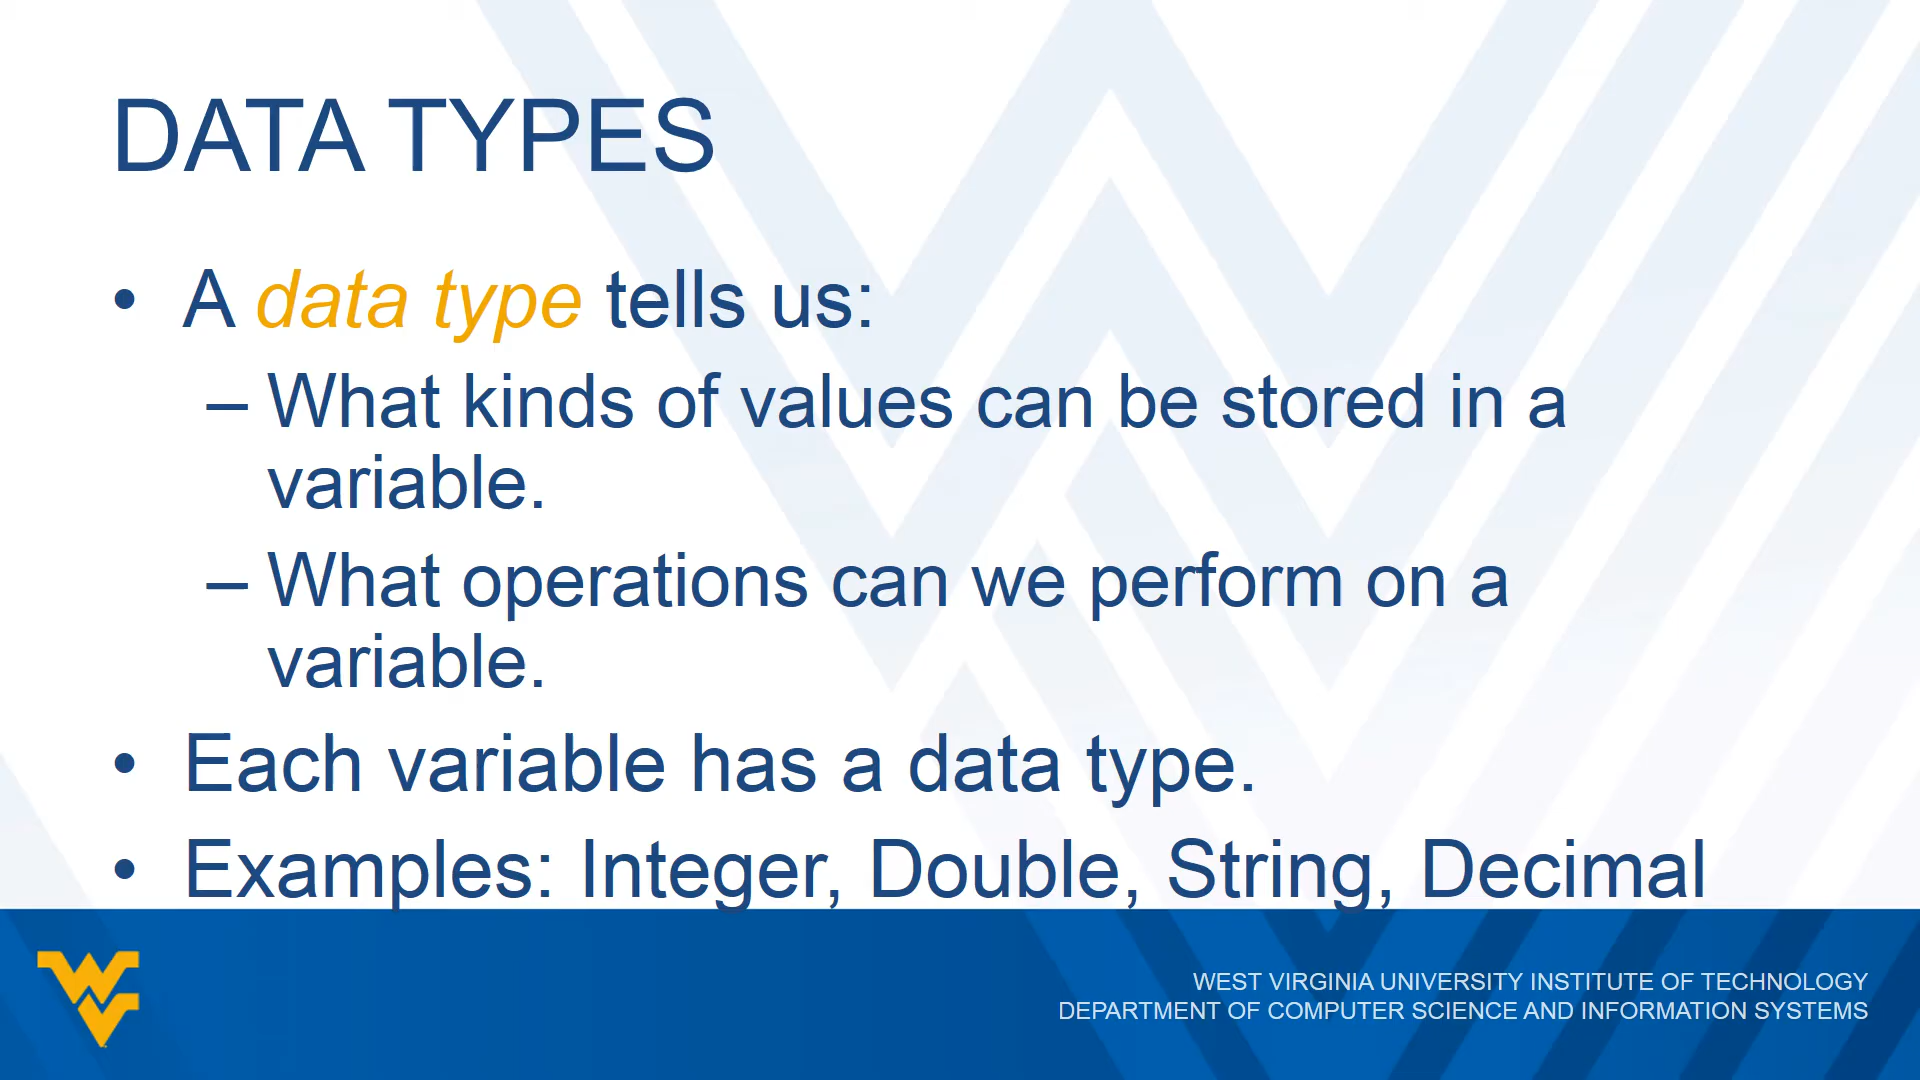 DATA TYPES
• A data type tells us:
– What kinds of values can be stored in a
variable.
– What operations can we perform on a
variable.
• Each variable has a data type.
• Examples: Integer, Double, String, Decimal
WEST VIRGINIA UNIVERSITY INSTITUTE OF TECHNOLOGY
DEPARTMENT OF COMPUTER SCIENCE AND INFORMATION SYSTEMS